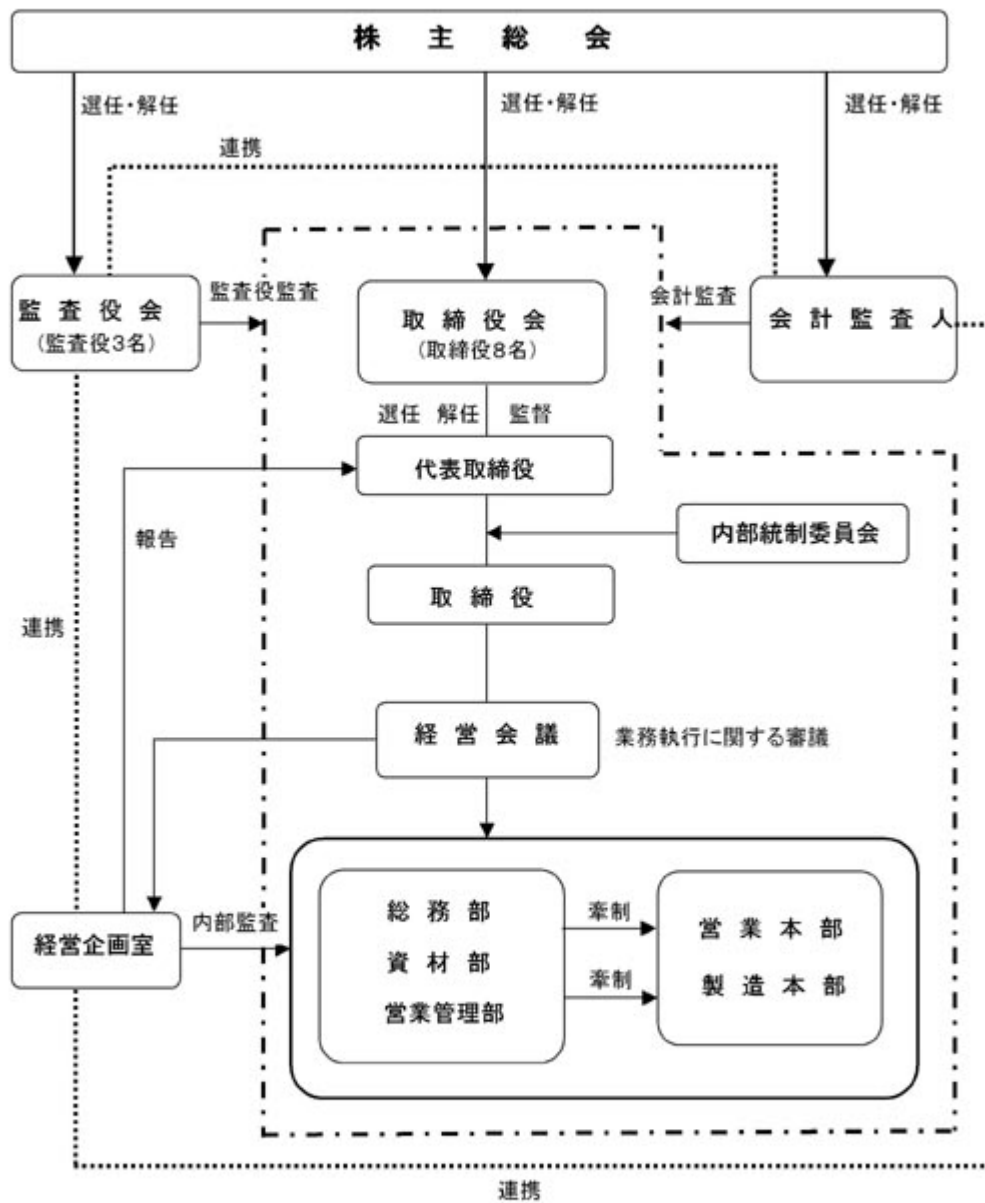 株主総会
選任・解任
選任・解任
選任・解任
連携
監査役会
(監査役3名)
監査役監査
取締役会
(取締役8名)
会計監査
会計監査人
選任 解任 監督
代表取締役
報告
内部統制委員会
取締役
連携
経営会議
業務執行に関する審議
経営企画室
内部監査
総務部
資材部
営業管理部
牽制
牽制
営業本部
製造本部
連携